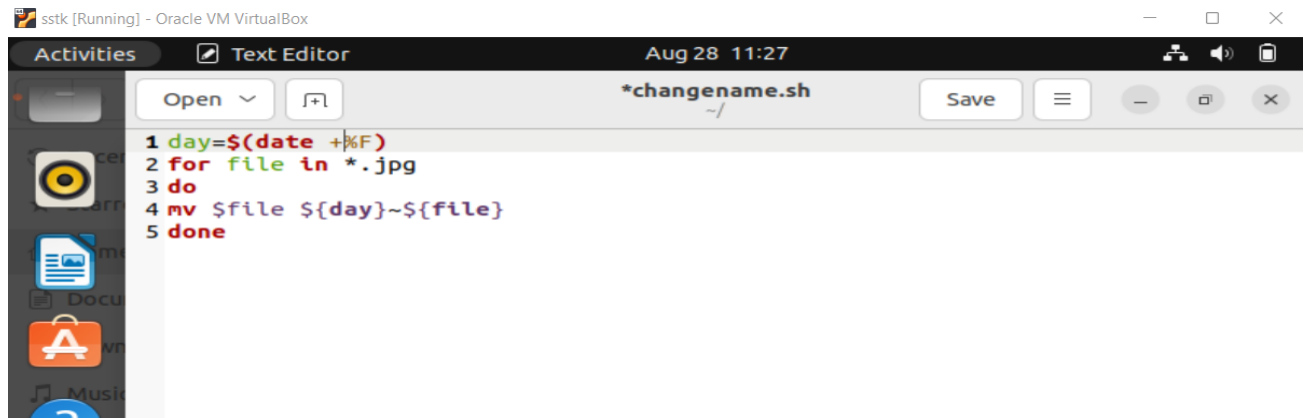 sstk [Running] - Oracle VM VirtualBox
Activities Text Editor Aug 28 11:27
Open *changename.sh Save
~/
1 day=$(date +%F)
2 for file in *.jpg
3 do
4 mv $file ${day}~${file}
5 done
Docu
Music